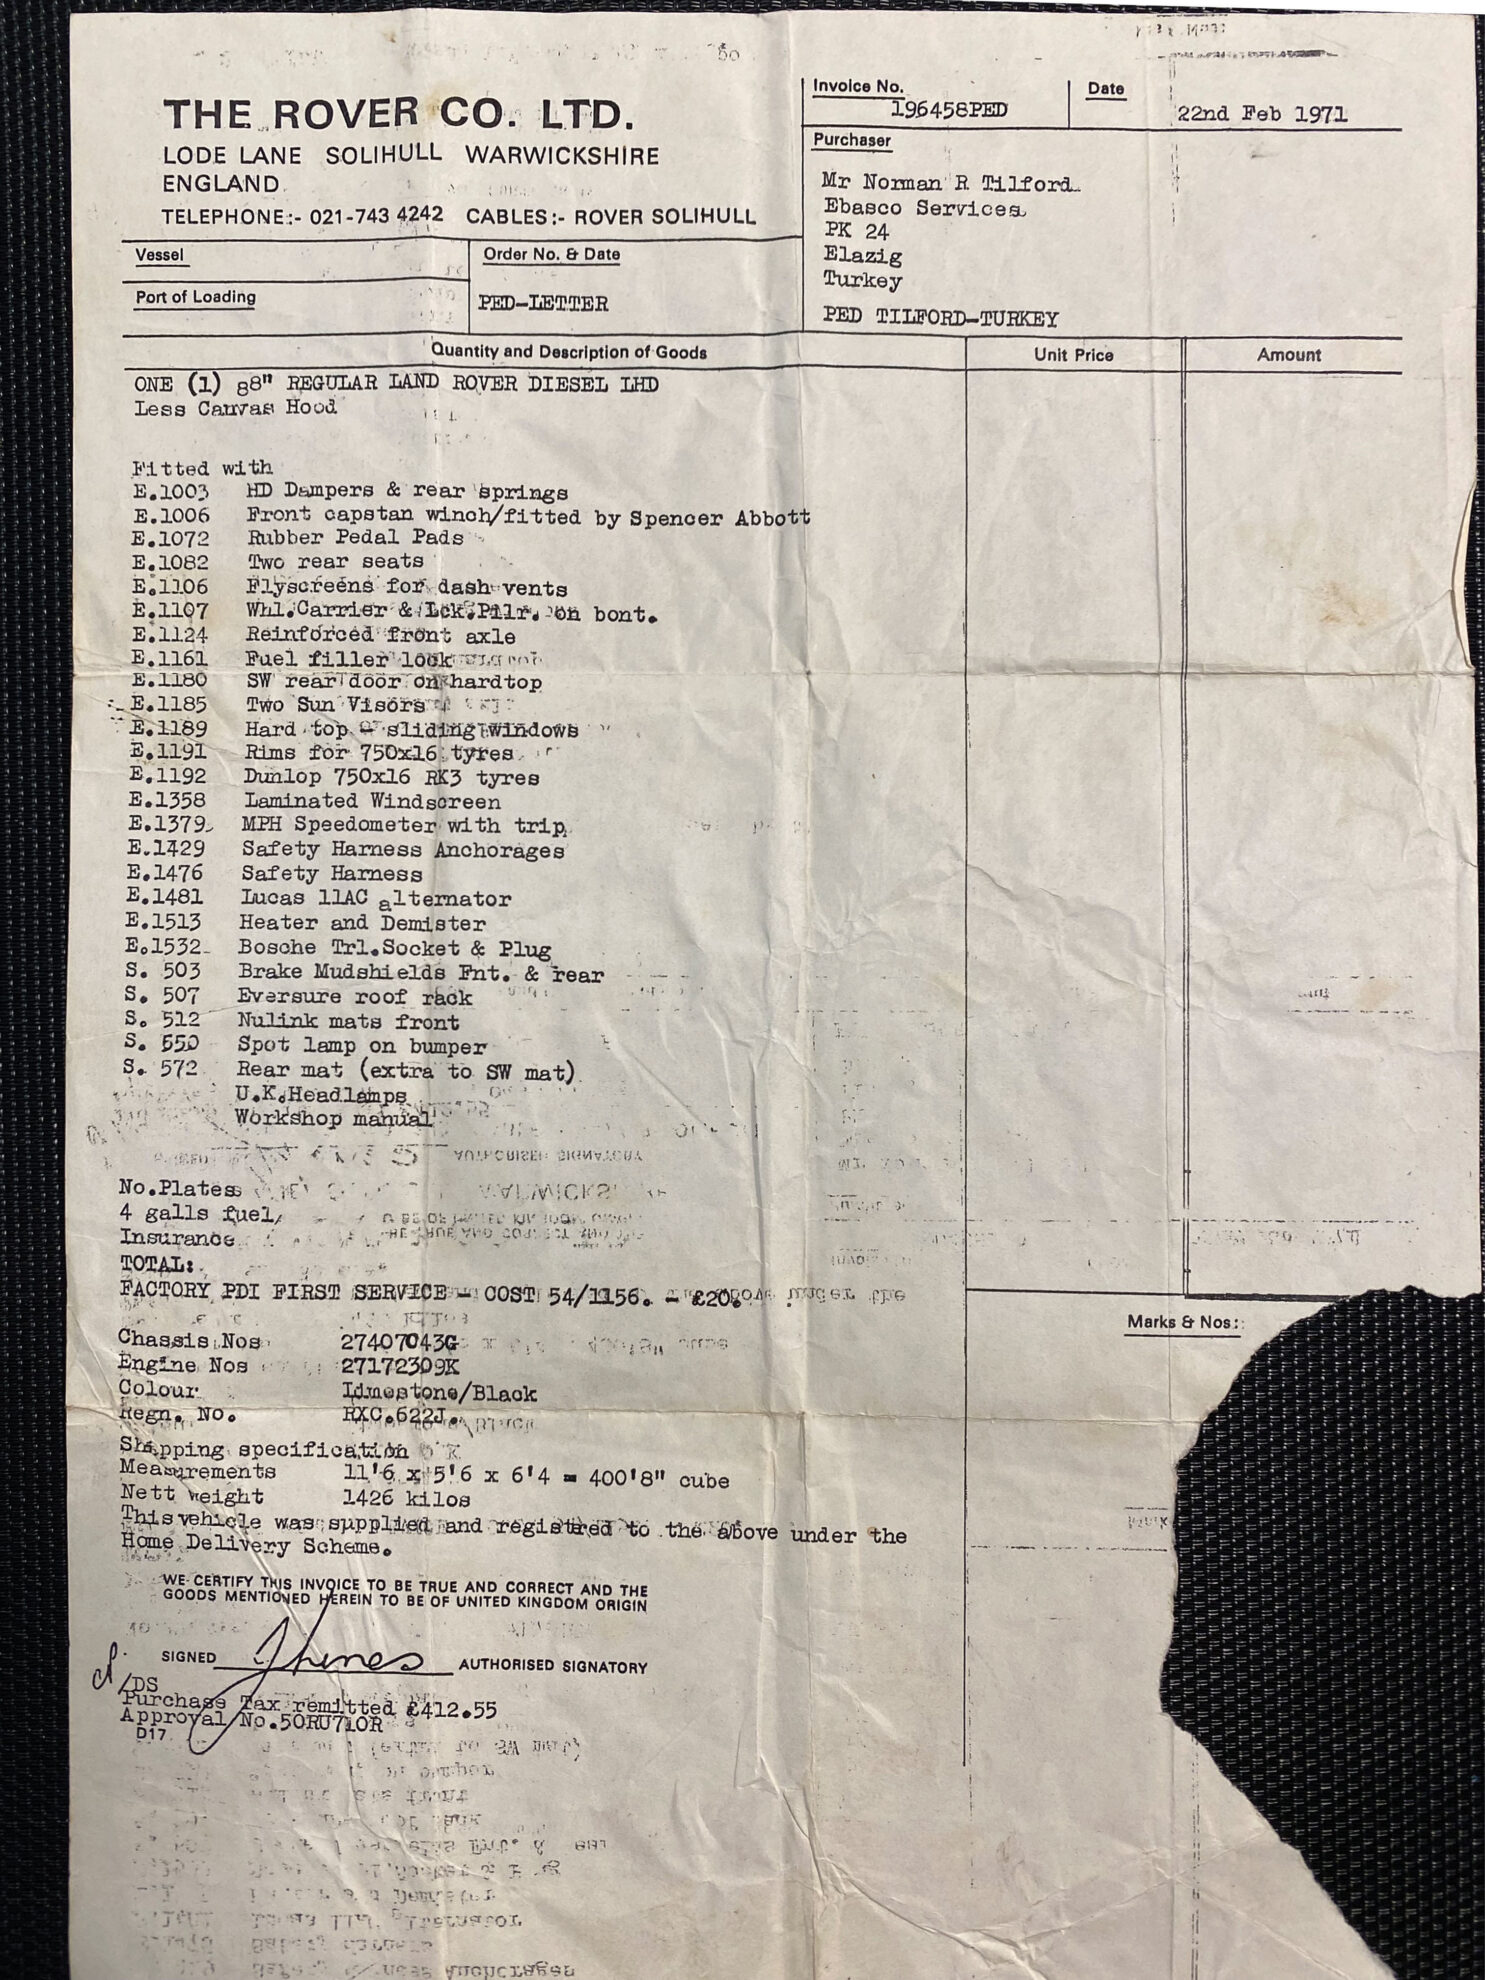 THE ROVER CO. LTD.
LODE LANE SOLIHULL WARWICKSHIRE
ENGLAND
TELEPHONE:- 021-743 4242 CABLES:- ROVER SOLIHULL
Invoice No.
196458PED
Date
22nd Feb 1971
Purchaser
Mr Norman R Tilford
Ebasco Services
PK 24
Elazig
Turkey
PED TILFORD-TURKEY
Vessel
Order No. & Date
Port of Loading
PED-LETTER
Quantity and Description of Goods
Unit Price
Amount
ONE (1) 88" REGULAR LAND ROVER DIESEL LHD
Less Canvas Hood
Fitted with
E.1003 HD Dampers & rear springs
E.1006 Front capstan winch/fitted by Spencer Abbott
E.1072 Rubber Pedal Pads
E.1082 Two rear seats
E.1106 Flyscreens for dash vents
E.1107 Whl.Carrier & Lck.Pilr. on bont.
E.1124 Reinforced front axle
E.1161 Fuel filler lock
E.1180 SW rear door on hardtop
E.1185 Two Sun Visors
E.1189 Hard top - sliding windows
E.1191 Rims for 750x16 tyres
E.1192 Dunlop 750x16 RK3 tyres
E.1358 Laminated Windscreen
E.1379 MPH Speedometer with trip
E.1429 Safety Harness Anchorages
E.1476 Safety Harness
E.1481 Lucas 11AC alternator
E.1513 Heater and Demister
E.1532 Bosche Trl.Socket & Plug
S. 503 Brake Mudshields Fnt. & rear
S. 507 Eversure roof rack
S. 512 Nulink mats front
S. 550 Spot lamp on bumper
S. 572 Rear mat (extra to SW mat)
U.K.Headlamps
Workshop manual
No.Plates
4 galls fuel
Insurance
TOTAL:
FACTORY PDI FIRST SERVICE - COST 54/1156. - £20.
Marks & Nos:
Chassis Nos 27407043G
Engine Nos 27172309K
Colour Limestone/Black
Regn. No. RXC.622J.
Shipping specification
Measurements 11'6 x 5'6 x 6'4 = 400'8" cube
Nett weight 1426 kilos
This vehicle was supplied and registered to the above under the
Home Delivery Scheme.
WE CERTIFY THIS INVOICE TO BE TRUE AND CORRECT AND THE
GOODS MENTIONED HEREIN TO BE OF UNITED KINGDOM ORIGIN
SIGNED AUTHORISED SIGNATORY
/DS
Purchase Tax remitted £412.55
Approval No.50RU710R
D17